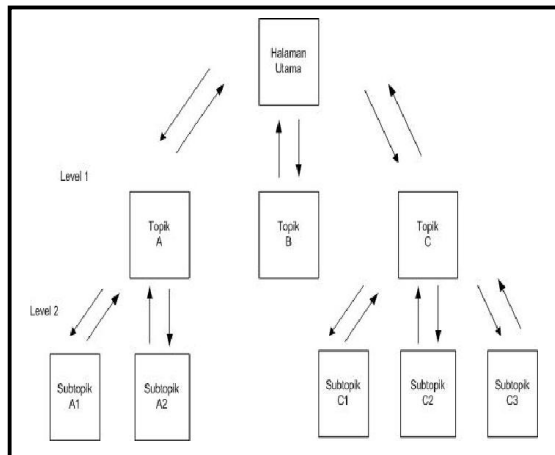 Halaman
Utama
Level 1
Topik
A
Topik
B
Topik
C
Level 2
Subtopik
A1
Subtopik
A2
Subtopik
C1
Subtopik
C2
Subtopik
C3